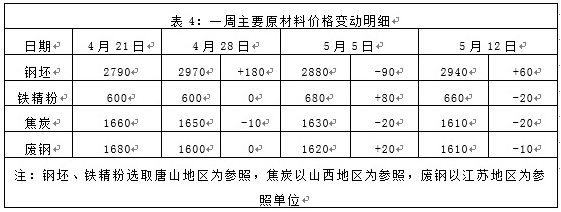 表 4：一周主要原材料价格变动明细
日期 4 月 21 日 4 月 28 日 5 月 5 日 5 月 12 日
钢坯 2790 2970 +180 2880 -90 2940 +60
铁精粉 600 600 0 680 +80 660 -20
焦炭 1660 1650 -10 1630 -20 1610 -20
废钢 1680 1600 0 1620 +20 1610 -10
注：钢坯、铁精粉选取唐山地区为参照，焦炭以山西地区为参照，废钢以江苏地区为参
照单位